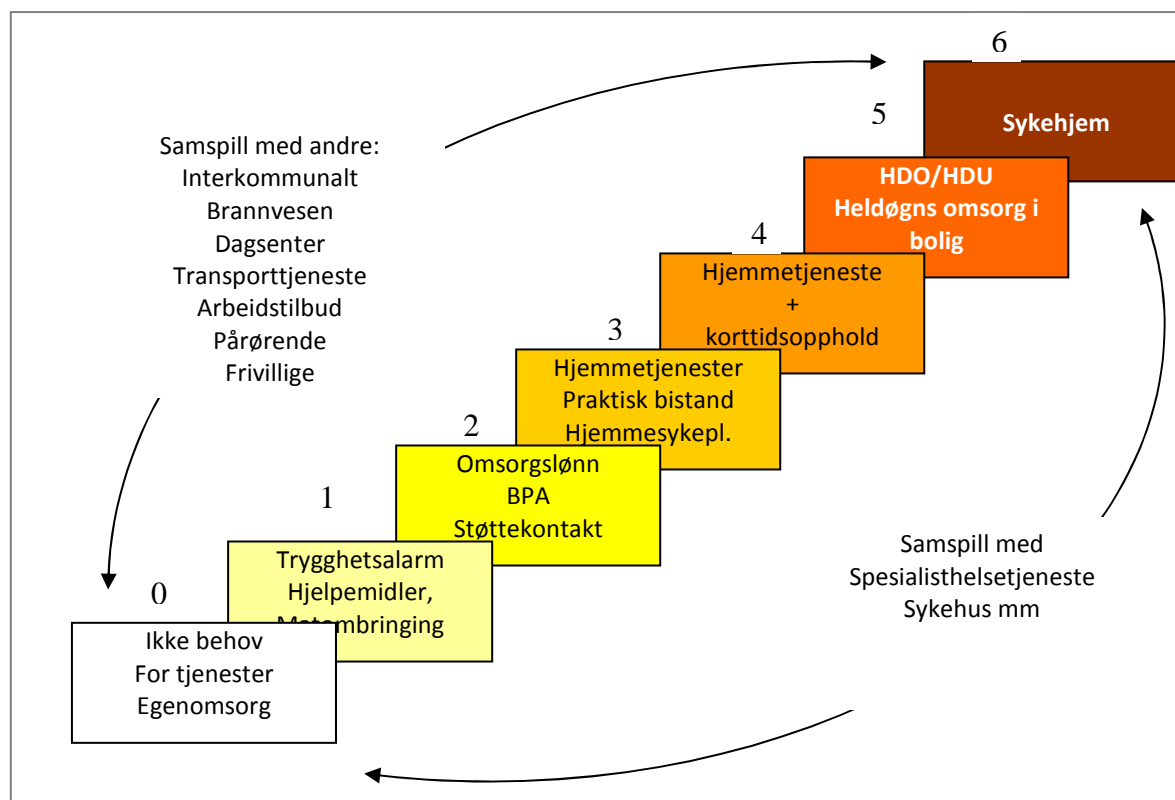 Samspill med andre:
Interkommunalt
Brannvesen
Dagsenter
Transporttjeneste
Arbeidstilbud
Pårørende
Frivillige
6
Sykehjem
5
HDO/HDU
Heldøgns omsorg i
bolig
4
Hjemmetjeneste
+
korttidsopphold
3
Hjemmetjenester
Praktisk bistand
Hjemmesykepl.
2
Omsorgslønn
BPA
Støttekontakt
1
Trygghetsalarm
Hjelpemidler,
Matombringing
0
Ikke behov
For tjenester
Egenomsorg
Samspill med
Spesialisthelsetjeneste
Sykehus mm